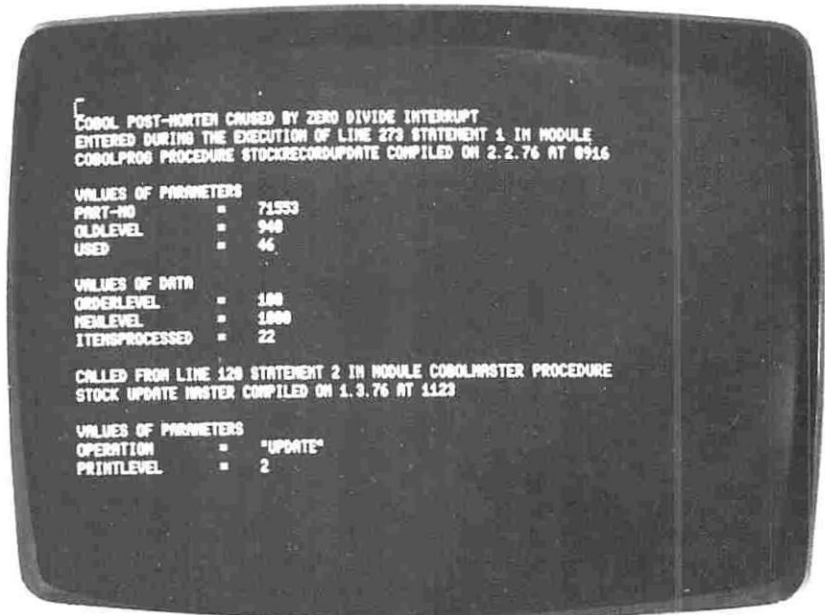 COBOL POST-MORTEM CAUSED BY ZERO DIVIDE INTERRUPT
ENTERED DURING THE EXECUTION OF LINE 273 STATEMENT 1 IN MODULE
COBOLPROG PROCEDURE STOCKRECORDUPDATE COMPILED ON 2.2.76 AT 0916
VALUES OF PARAMETERS
PART-NO = 71553
OLDLEVEL = 940
USED = 46
VALUES OF DATA
ORDERLEVEL = 100
NEWLEVEL = 1000
ITEMSPROCESSED = 22
CALLED FROM LINE 120 STATEMENT 2 IN MODULE COBOLMASTER PROCEDURE
STOCK UPDATE MASTER COMPILED ON 1.3.76 AT 1123
VALUES OF PARAMETERS
OPERATION = "UPDATE"
PRINTLEVEL = 2